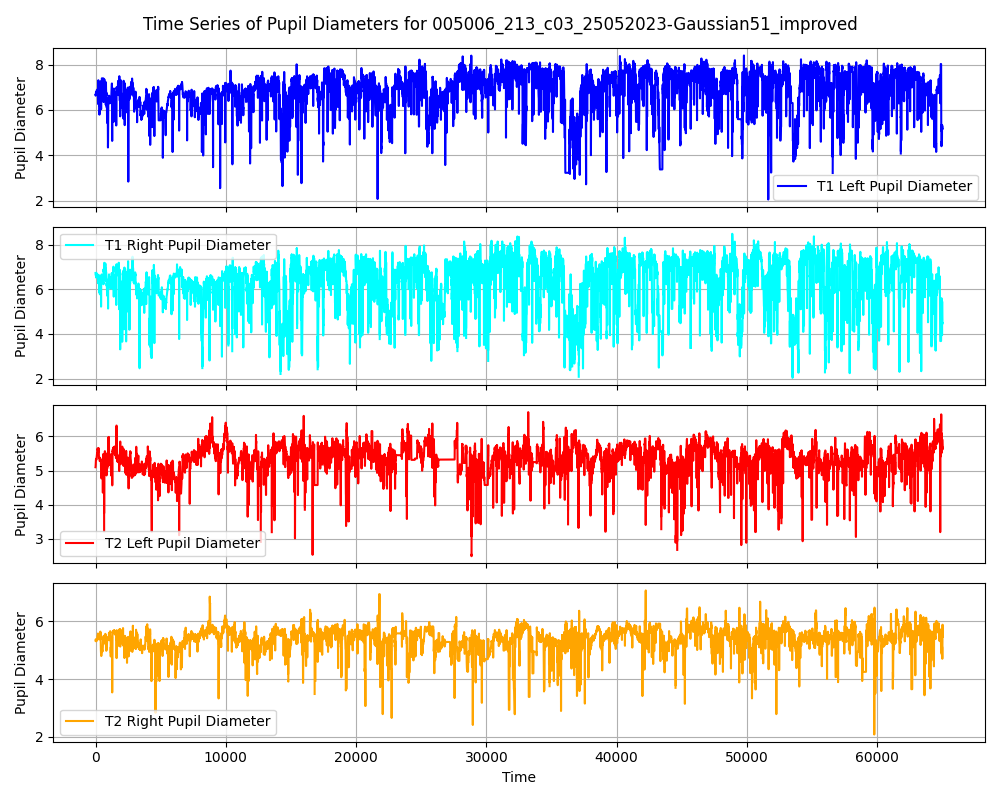 Time Series of Pupil Diameters for 005006_213_c03_25052023-Gaussian51_improved
Pupil Diameter
8
6
4
2
T1 Left Pupil Diameter
Pupil Diameter
8
6
4
2
T1 Right Pupil Diameter
Pupil Diameter
6
5
4
3
T2 Left Pupil Diameter
Pupil Diameter
6
4
2
T2 Right Pupil Diameter
0 10000 20000 30000 40000 50000 60000
Time